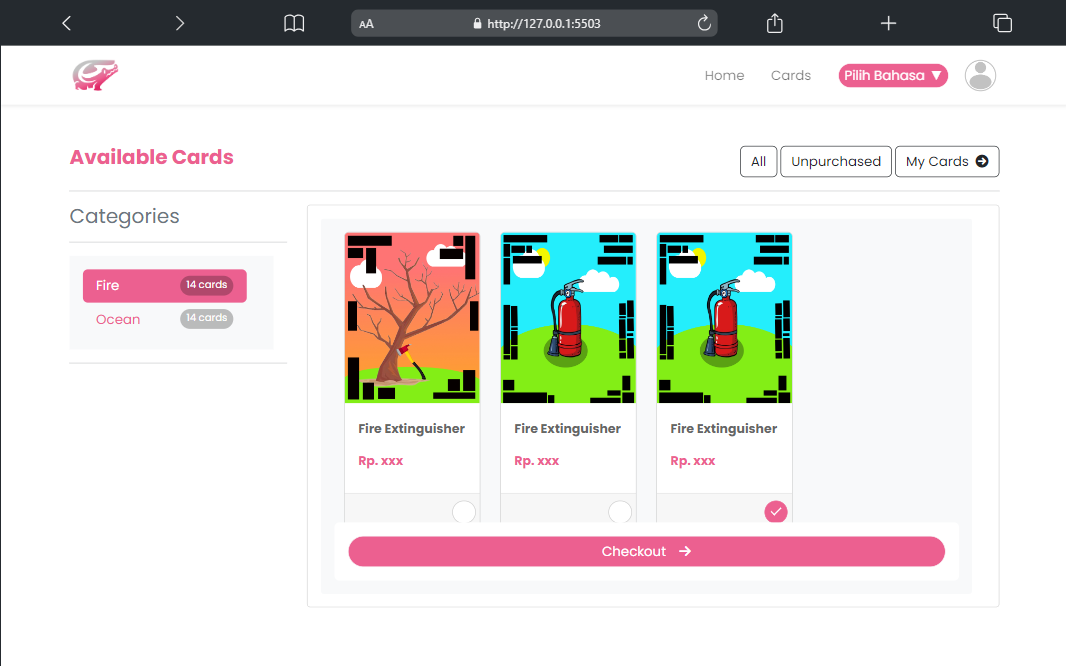 AA http://127.0.0.1:5503
Home Cards Pilih Bahasa ▼
Available Cards
All Unpurchased My Cards
Categories
Fire 14 cards
Ocean 14 cards
Fire Extinguisher Fire Extinguisher Fire Extinguisher
Rp. xxx Rp. xxx Rp. xxx
Checkout →